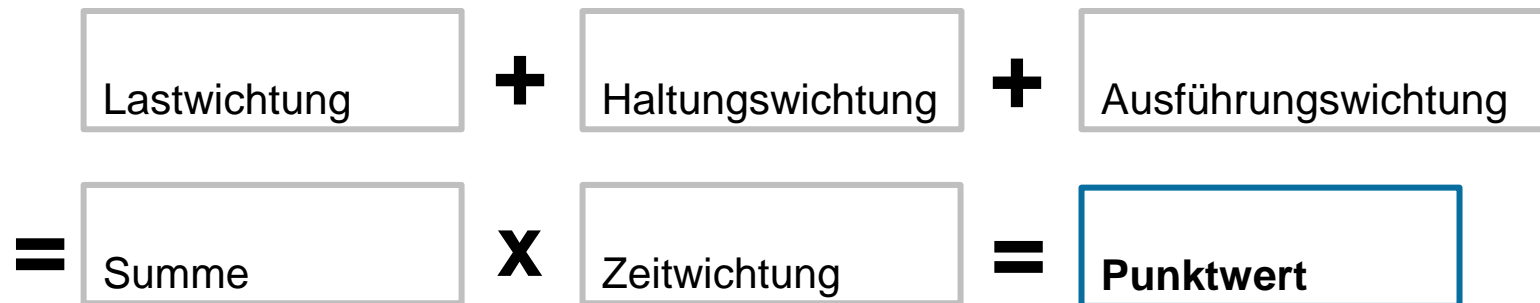 Lastwichtung + Haltungswichtung + Ausführungswichtung
= Summe x Zeitwichtung = Punktwert